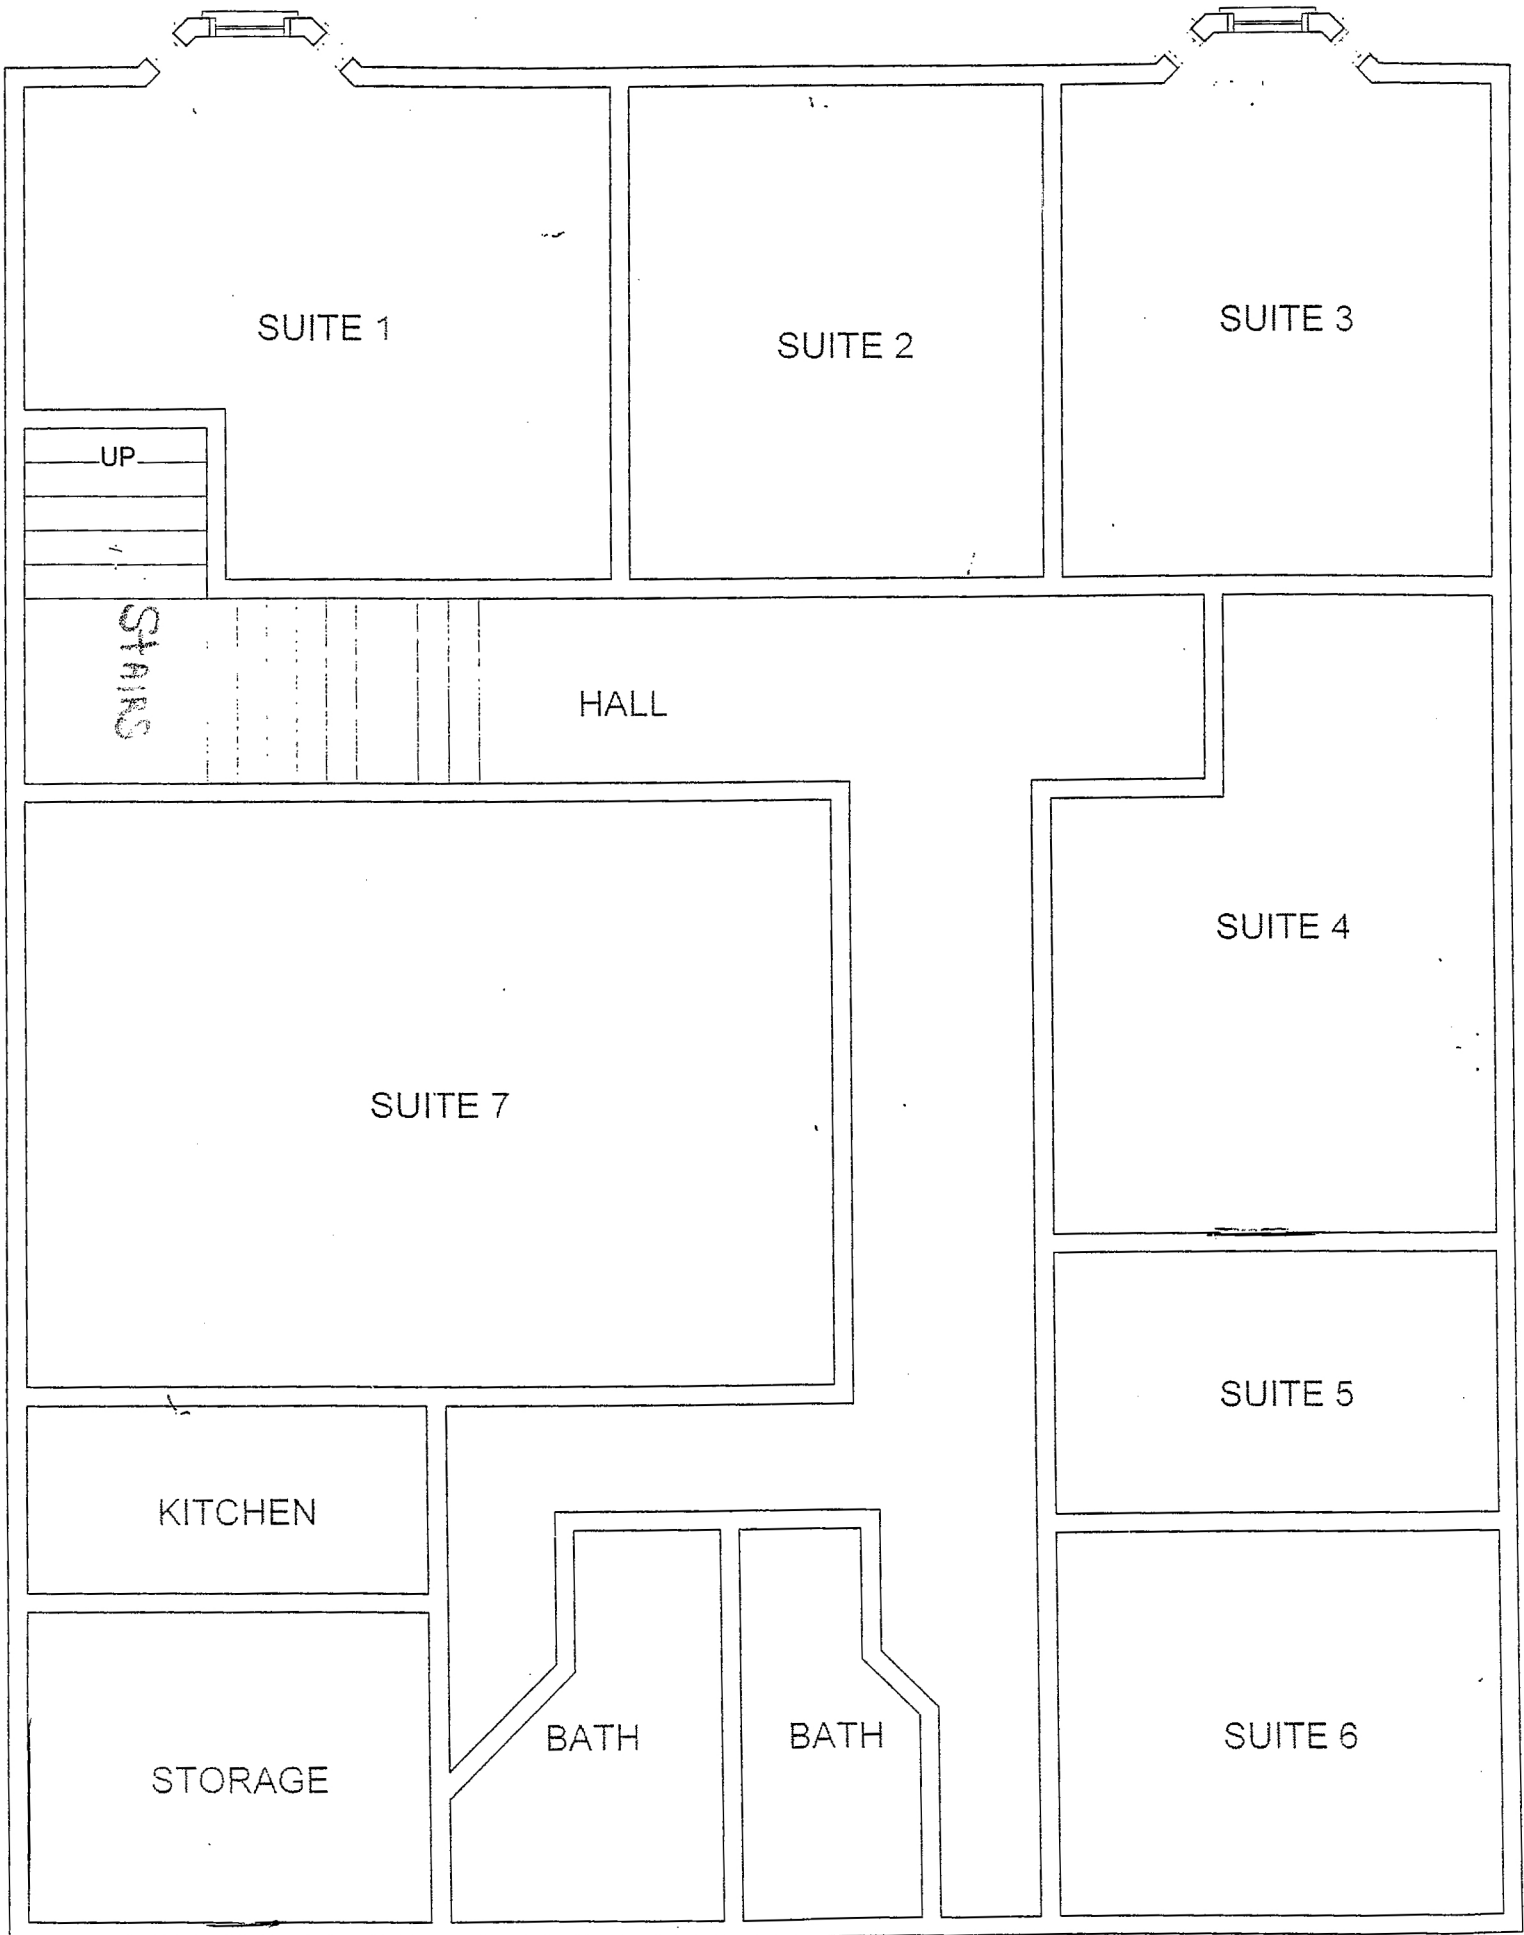 SUITE 1
SUITE 2
SUITE 3
UP
STAIRS
HALL
SUITE 4
SUITE 7
SUITE 5
KITCHEN
SUITE 6
BATH
BATH
STORAGE